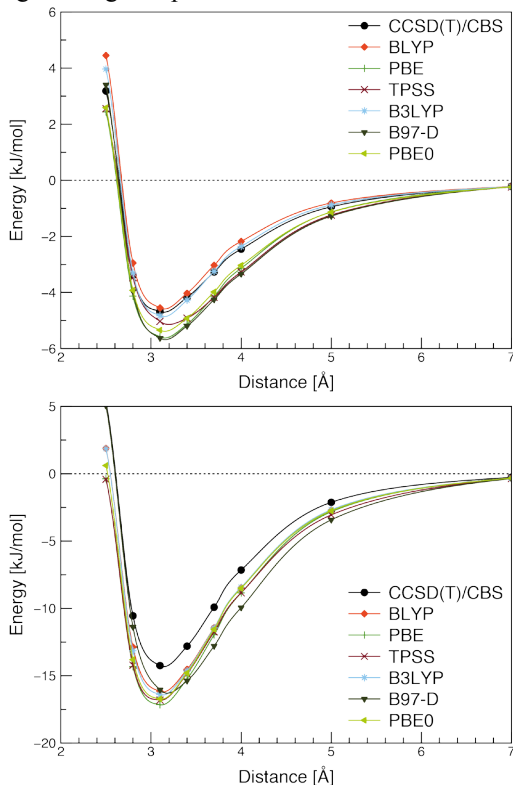 CCSD(T)/CBS
BLYP
PBE
TPSS
B3LYP
B97-D
PBE0
6
4
2
0
-2
-4
-6
Energy [kJ/mol]
2 3 4 5 6 7
Distance [Å]
5
0
-5
-10
-15
-20
Energy [kJ/mol]
CCSD(T)/CBS
BLYP
PBE
TPSS
B3LYP
B97-D
PBE0
2 3 4 5 6 7
Distance [Å]